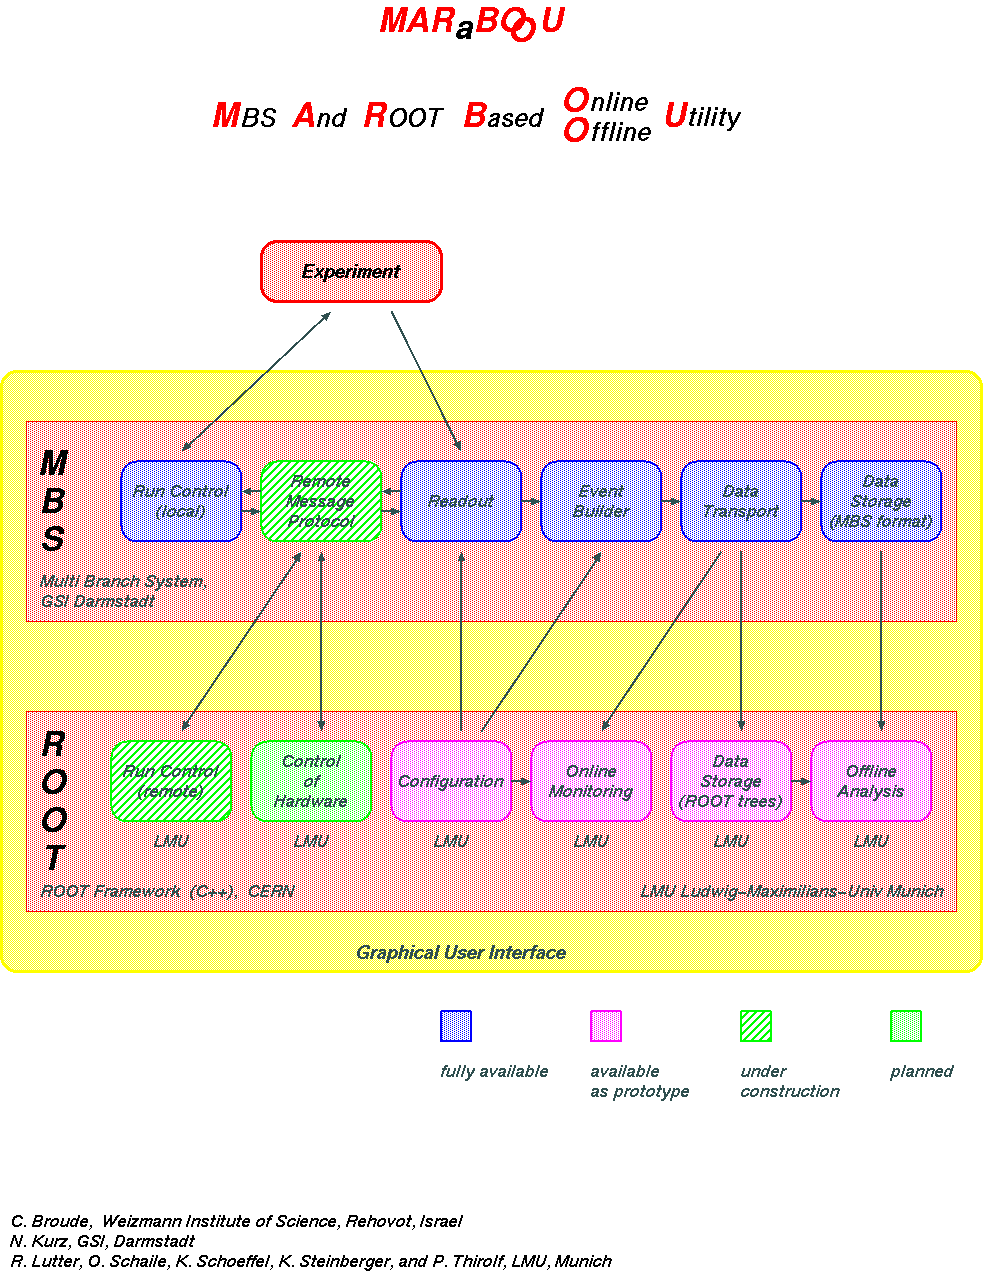 MARaBOOU
MBS And ROOT Based Online Offline Utility
Experiment
MBS
Run Control
(local)
Remote
Message
Protocol
Readout
Event
Builder
Data
Transport
Data
Storage
(MBS format)
Multi Branch System,
GSI Darmstadt
ROOT
Run Control
(remote)
Control
of
Hardware
Configuration
Online
Monitoring
Data
Storage
(ROOT trees)
Offline
Analysis
LMU
LMU
LMU
LMU
LMU
LMU
ROOT Framework (C++), CERN
LMU Ludwig-Maximilians-Univ Munich
Graphical User Interface
fully available
available
as prototype
under
construction
planned
C. Broude, Weizmann Institute of Science, Rehovot, Israel
N. Kurz, GSI, Darmstadt
R. Lutter, O. Schaile, K. Schoeffel, K. Steinberger, and P. Thirolf, LMU, Munich